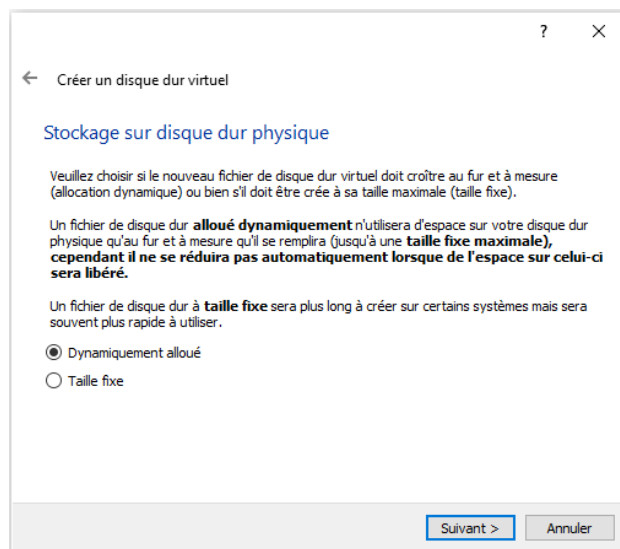 ?
Créer un disque dur virtuel
Stockage sur disque dur physique
Veuillez choisir si le nouveau fichier de disque dur virtuel doit croître au fur et à mesure
(allocation dynamique) ou bien s'il doit être crée à sa taille maximale (taille fixe).
Un fichier de disque dur alloué dynamiquement n'utilisera d'espace sur votre disque dur
physique qu'au fur et à mesure qu'il se remplira (jusqu'à une taille fixe maximale),
cependant il ne se réduira pas automatiquement lorsque de l'espace sur celui-ci
sera libéré.
Un fichier de disque dur à taille fixe sera plus long à créer sur certains systèmes mais sera
souvent plus rapide à utiliser.
Dynamiquement alloué
Taille fixe
Suivant > Annuler